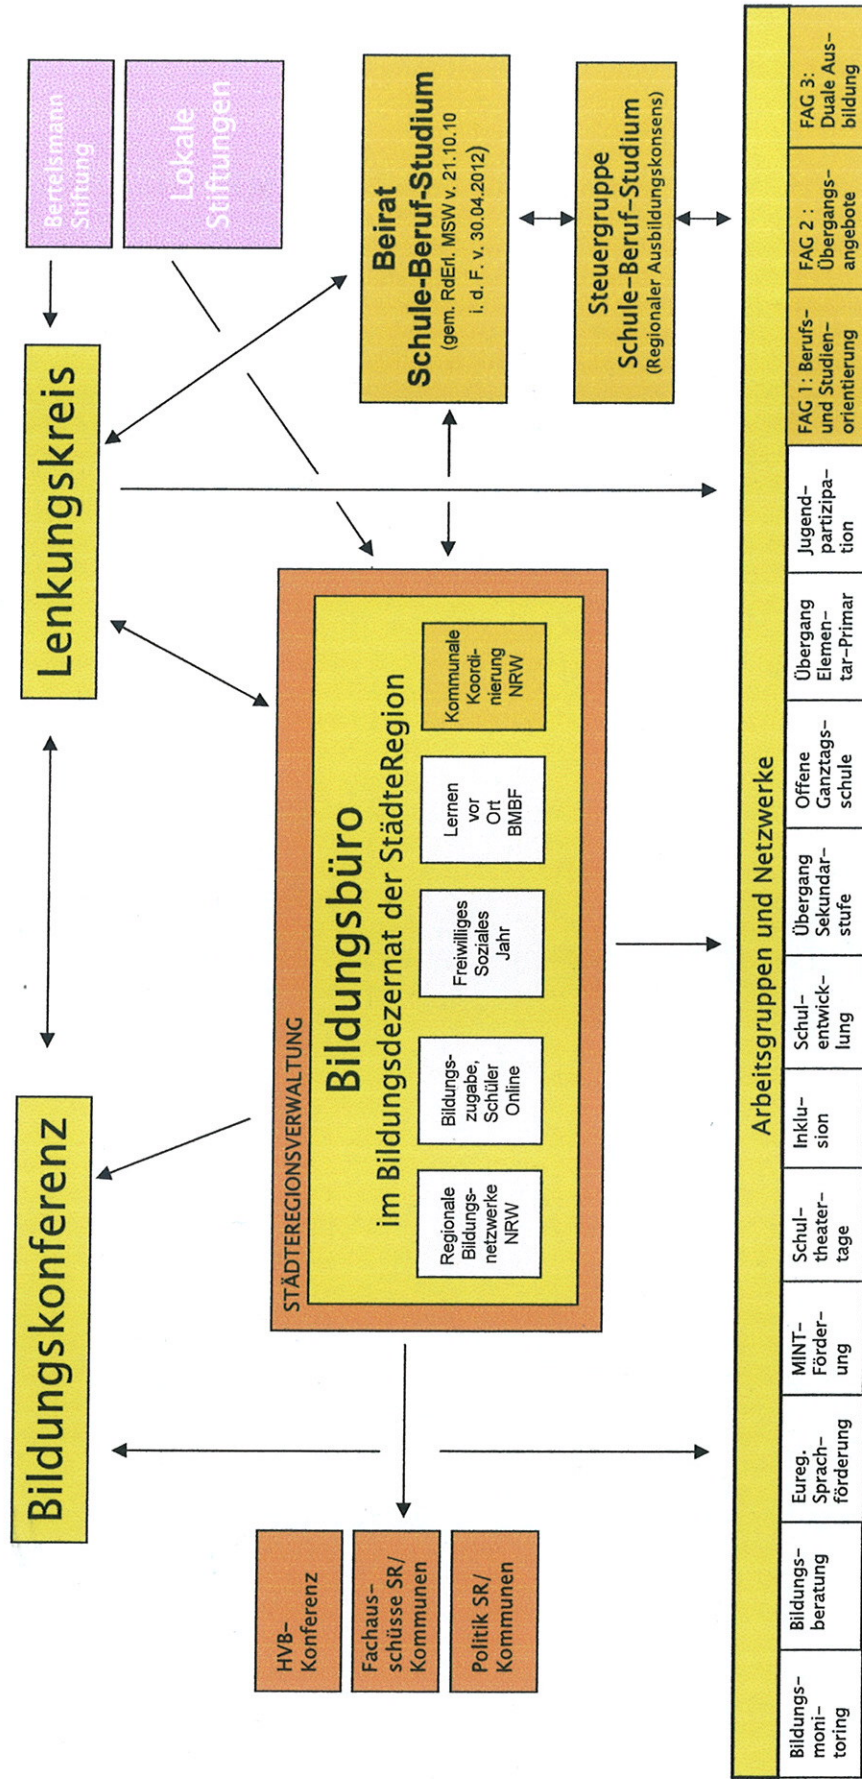 Bildungskonferenz
Lenkungskreis
Bertelsmann
Stiftung
Lokale
Stiftungen
HVB-
Konferenz
Fachaus-
schüsse SR/
Kommunen
Politik SR/
Kommunen
STÄDTEREGIONSVERWALTUNG
Bildungsbüro
im Bildungsdezernat der StädteRegion
Regionale
Bildungs-
netzwerke
NRW
Bildungs-
zugabe,
Schüler
Online
Freiwilliges
Soziales
Jahr
Lernen
vor
Ort
BMBF
Kommunale
Koordi-
nierung
NRW
Beirat
Schule-Beruf-Studium
(gem. RdErl. MSW v. 21.10.10
i. d. F. v. 30.04.2012)
Steuergruppe
Schule-Beruf-Studium
(Regionaler Ausbildungskonsens)
Arbeitsgruppen und Netzwerke
Bildungs-
moni-
toring
Bildungs-
beratung
Eureg.
Sprach-
förderung
MINT-
Förder-
ung
Schul-
theater-
tage
Inklu-
sion
Schul-
entwick-
lung
Übergang
Sekundar-
stufe
Offene
Ganztags-
schule
Übergang
Elemen-
tar-Primar
Jugend-
partizipa-
tion
FAG 1: Berufs-
und Studien-
orientierung
FAG 2 :
Übergangs-
angebote
FAG 3:
Duale Aus-
bildung